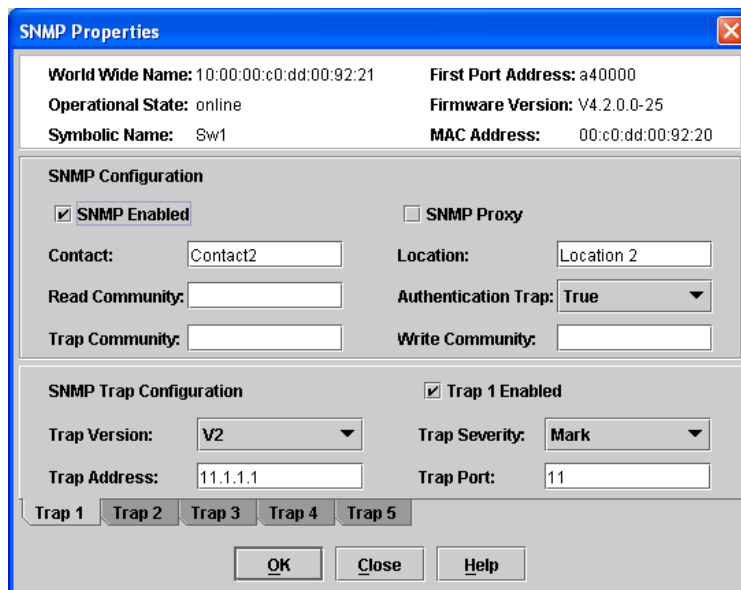 SNMP Properties
World Wide Name: 10:00:00:c0:dd:00:92:21 First Port Address: a40000
Operational State: online Firmware Version: V4.2.0.0-25
Symbolic Name: Sw1 MAC Address: 00:c0:dd:00:92:20
SNMP Configuration
SNMP Enabled SNMP Proxy
Contact: Contact2 Location: Location 2
Read Community: Authentication Trap: True
Trap Community: Write Community:
SNMP Trap Configuration Trap 1 Enabled
Trap Version: V2 Trap Severity: Mark
Trap Address: 11.1.1.1 Trap Port: 11
Trap 1 Trap 2 Trap 3 Trap 4 Trap 5
OK Close Help